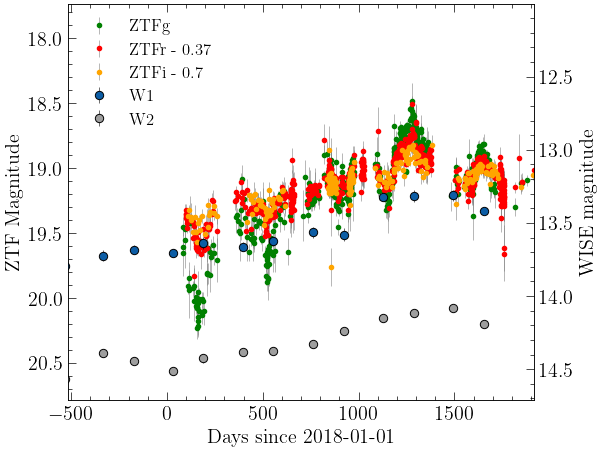 ZTFg
ZTFr - 0.37
ZTFi - 0.7
W1
W2
18.0
18.5
19.0
19.5
20.0
20.5
ZTF Magnitude
12.5
13.0
13.5
14.0
14.5
WISE magnitude
-500
0
500
1000
1500
Days since 2018-01-01